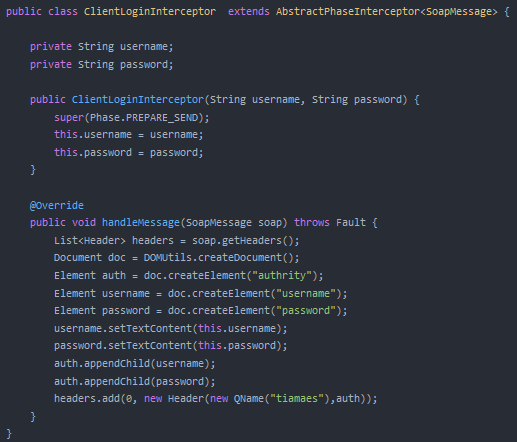 public class ClientLoginInterceptor  extends AbstractPhaseInterceptor<SoapMessage> {
    private String username;
    private String password;
    public ClientLoginInterceptor(String username, String password) {
        super(Phase.PREPARE_SEND);
        this.username = username;
        this.password = password;
    }
    @Override
    public void handleMessage(SoapMessage soap) throws Fault {
        List<Header> headers = soap.getHeaders();
        Document doc = DOMUtils.createDocument();
        Element auth = doc.createElement("authrity");
        Element username = doc.createElement("username");
        Element password = doc.createElement("password");
        username.setTextContent(this.username);
        password.setTextContent(this.password);
        auth.appendChild(username);
        auth.appendChild(password);
        headers.add(0, new Header(new QName("tiamaes"),auth));
    }
}